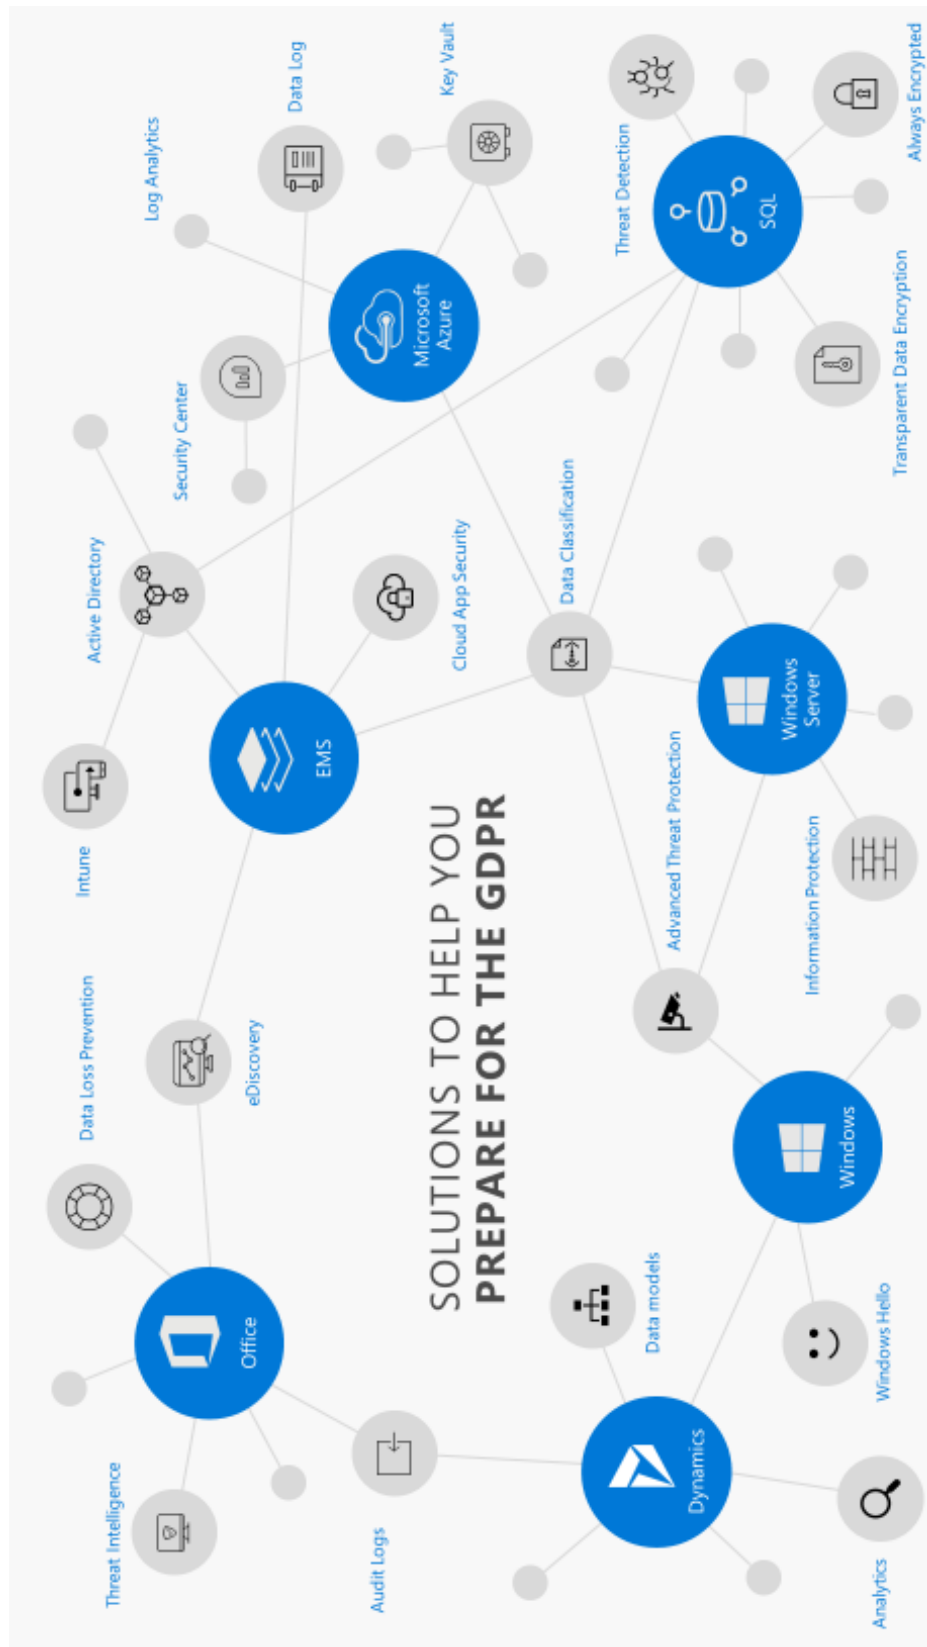 Threat Intelligence
Data Loss Prevention
Intune
Active Directory
Security Center
Log Analytics
Data Log
Office
eDiscovery
EMS
Microsoft
Azure
Key Vault
Audit Logs
Cloud App Security
SOLUTIONS TO HELP YOU
PREPARE FOR THE GDPR
Data Classification
Threat Detection
Data models
Advanced Threat Protection
Dynamics
Windows
Windows
Server
SQL
Analytics
Windows Hello
Information Protection
Transparent Data Encryption
Always Encrypted